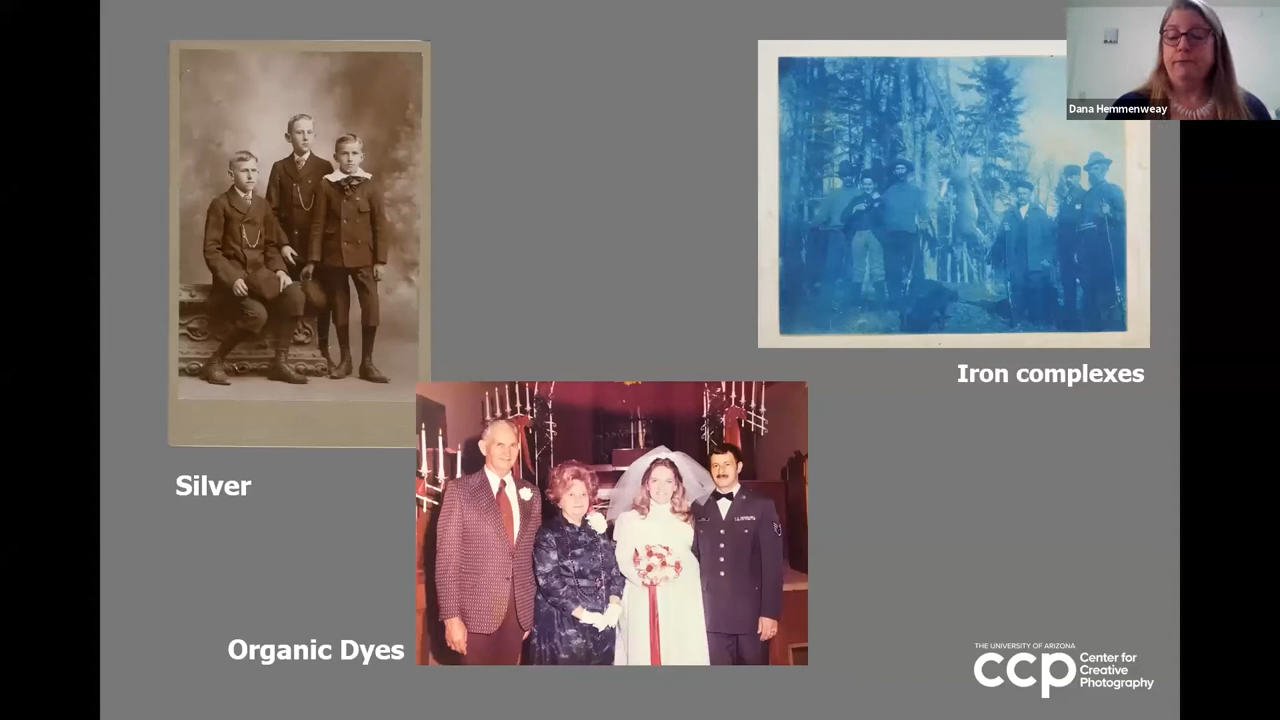 Dana Hemmenweay
Iron complexes
Silver
Organic Dyes
THE UNIVERSITY OF ARIZONA
ccp
Center for
Creative
Photography